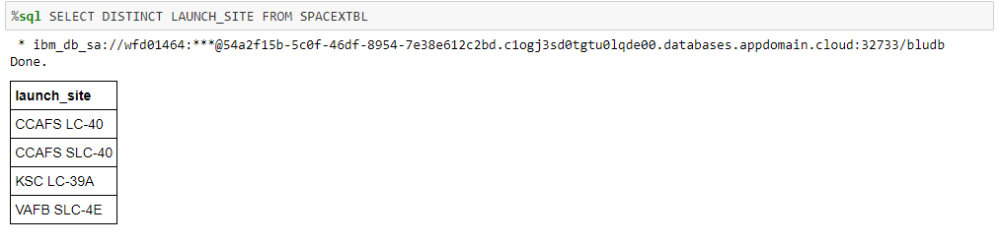 %sql SELECT DISTINCT LAUNCH_SITE FROM SPACEXTBL
* ibm_db_sa://wfd01464:***@54a2f15b-5c0f-46df-8954-7e38e612c2bd.c1ogj3sd0tgtu0lqde00.databases.appdomain.cloud:32733/bludb
Done.
launch_site
CCAFS LC-40
CCAFS SLC-40
KSC LC-39A
VAFB SLC-4E